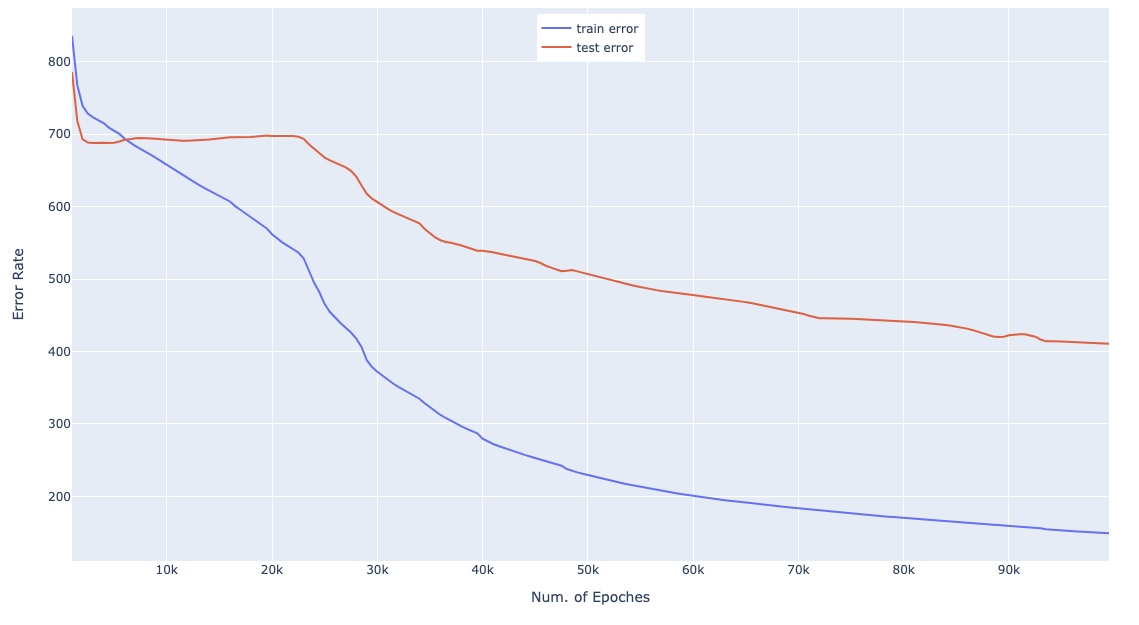 train error
test error
800
700
600
500
400
300
200
Error Rate
10k
20k
30k
40k
50k
60k
70k
80k
90k
Num. of Epoches